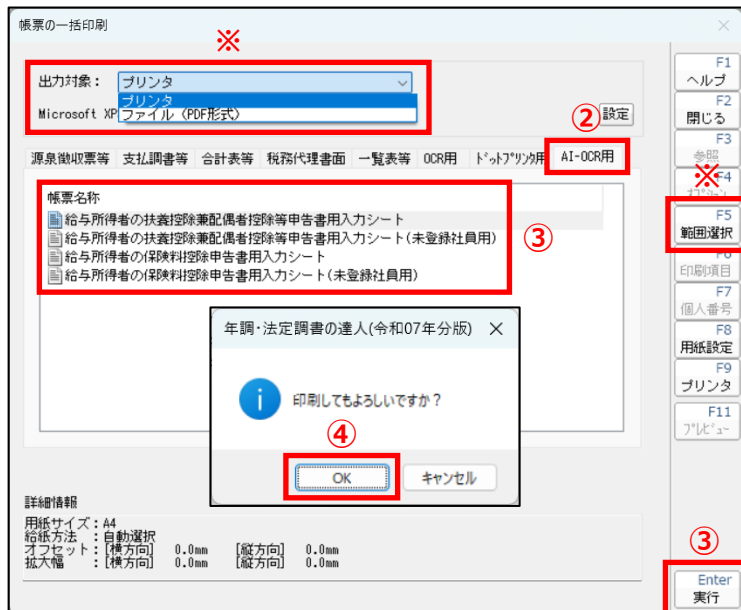 帳票の一括印刷
※
出力対象： プリンタ
プリンタ
ファイル（PDF形式）
Microsoft XP
②
設定
源泉徴収票等 支払調書等 合計表等 税務代理書面 一覧表等 OCR用 ﾄﾞｯﾄﾌﾟﾘﾝﾀ用 AI-OCR用
帳票名称
給与所得者の扶養控除兼配偶者控除等申告書用入力シート
給与所得者の扶養控除兼配偶者控除等申告書用入力シート(未登録社員用)
給与所得者の保険料控除申告書用入力シート
給与所得者の保険料控除申告書用入力シート(未登録社員用)
③
年調･法定調書の達人(令和07年分版)
印刷してもよろしいですか？
④
OK キャンセル
詳細情報
用紙サイズ：A4
給紙方法 ：自動選択
オフセット：[横方向] 0.0mm [縦方向] 0.0mm
拡大幅 ：[横方向] 0.0mm [縦方向] 0.0mm
F1
ヘルプ
F2
閉じる
F3
参照
※
F4
F5
範囲選択
F6
印刷項目
F7
個人番号
F8
用紙設定
F9
プリンタ
F11
ﾌﾟﾚﾋﾞｭｰ
③
Enter
実行